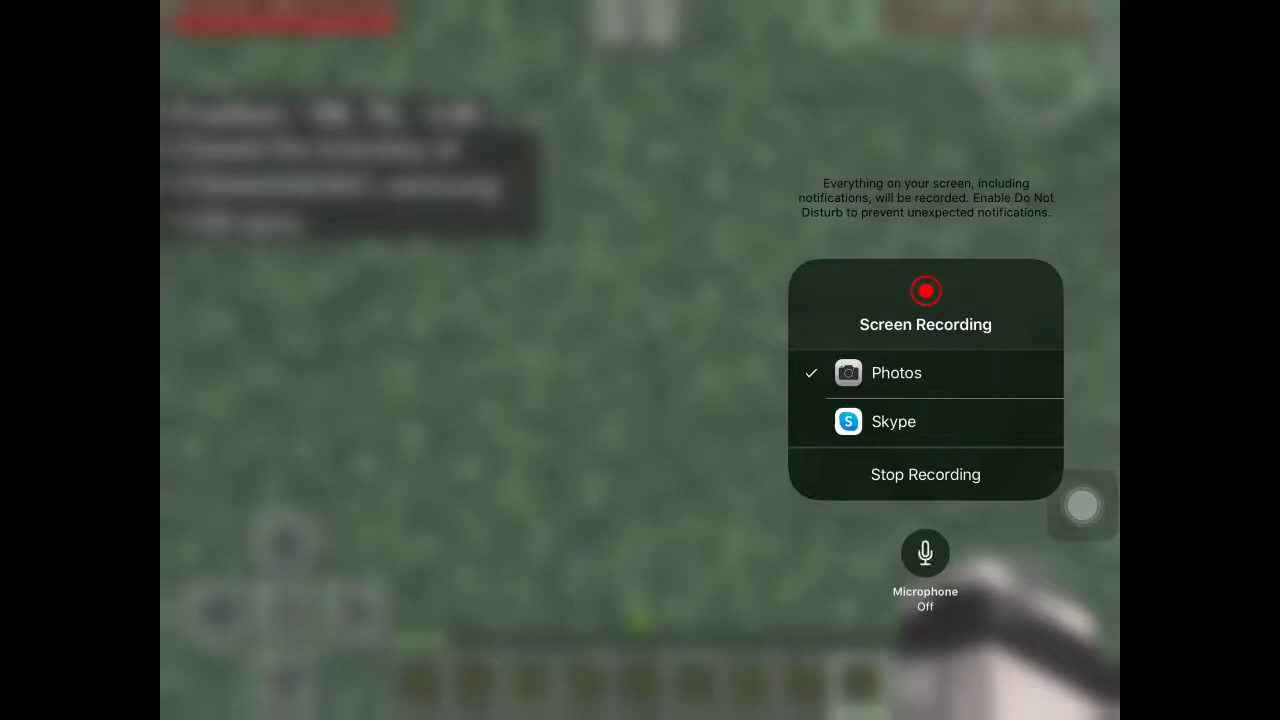 Everything on your screen, including
notifications, will be recorded. Enable Do Not
Disturb to prevent unexpected notifications.
Screen Recording
Photos
S
Skype
Stop Recording
Microphone
Off